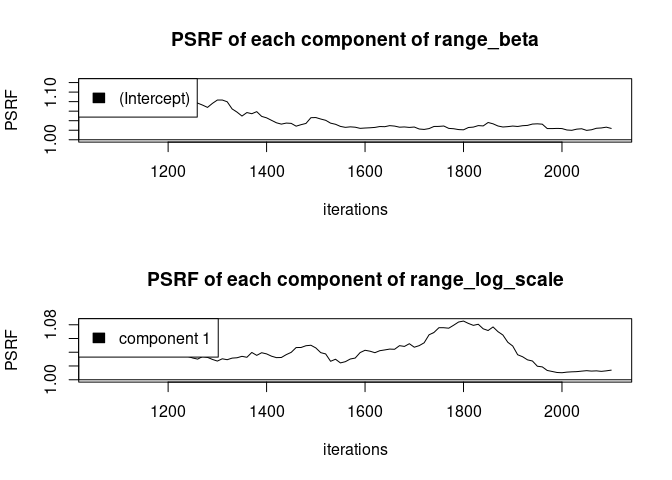 PSRF of each component of range_beta
PSRF
1.10
1.00
(Intercept)
1200 1400 1600 1800 2000
iterations
PSRF of each component of range_log_scale
PSRF
1.08
1.00
component 1
1200 1400 1600 1800 2000
iterations